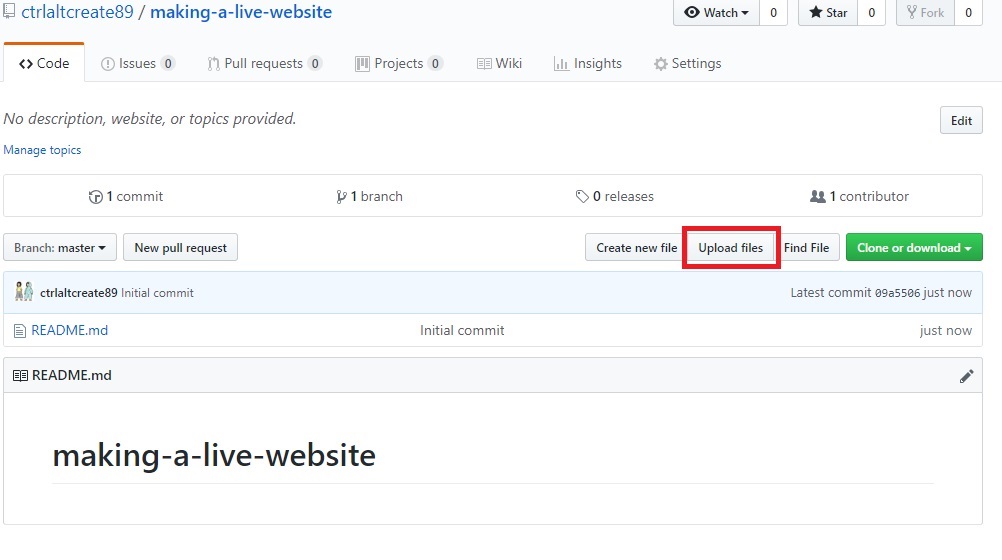 ctrlaltcreate89 / making-a-live-website Watch 0 Star 0 Fork 0
Code Issues 0 Pull requests 0 Projects 0 Wiki Insights Settings
No description, website, or topics provided. Edit
Manage topics
1 commit 1 branch 0 releases 1 contributor
Branch: master New pull request Create new file Upload files Find File Clone or download
ctrlaltcreate89 Initial commit Latest commit 09a5506 just now
README.md Initial commit just now
README.md
making-a-live-website